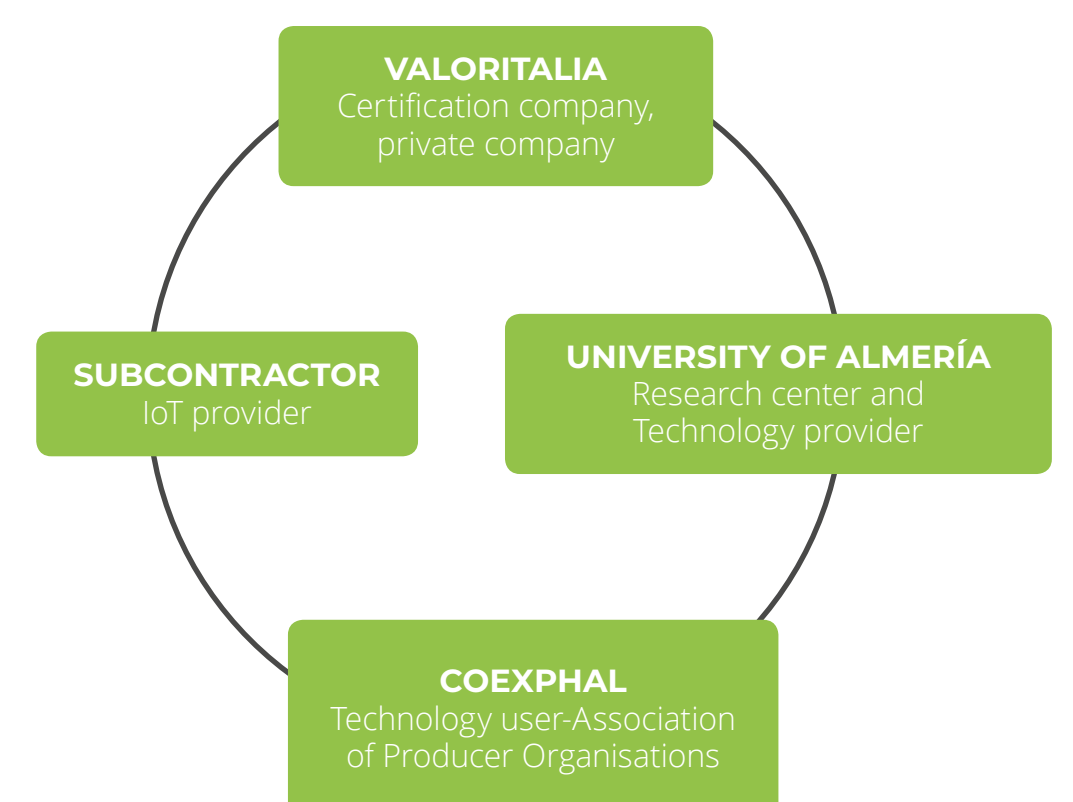 VALORITALIA
Certification company,
private company
UNIVERSITY OF ALMERÍA
Research center and
Technology provider
SUBCONTRACTOR
IoT provider
COEXPHAL
Technology user-Association
of Producer Organisations